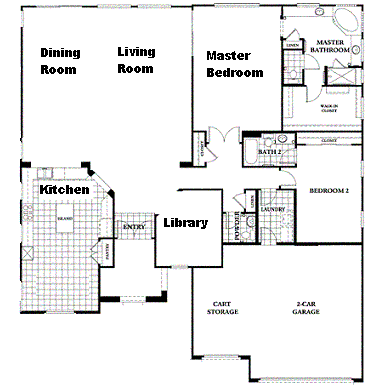 Dining
Room
Living
Room
Master
Bedroom
LINEN
MASTER
BATHROOM
WALK-IN
CLOSET
CLOSET
CLOSET
BATH 2
BEDROOM 2
Kitchen
ISLAND
PANTRY
ENTRY
Library
POWDER
LINEN
LAUNDRY
CART
STORAGE
2-CAR
GARAGE